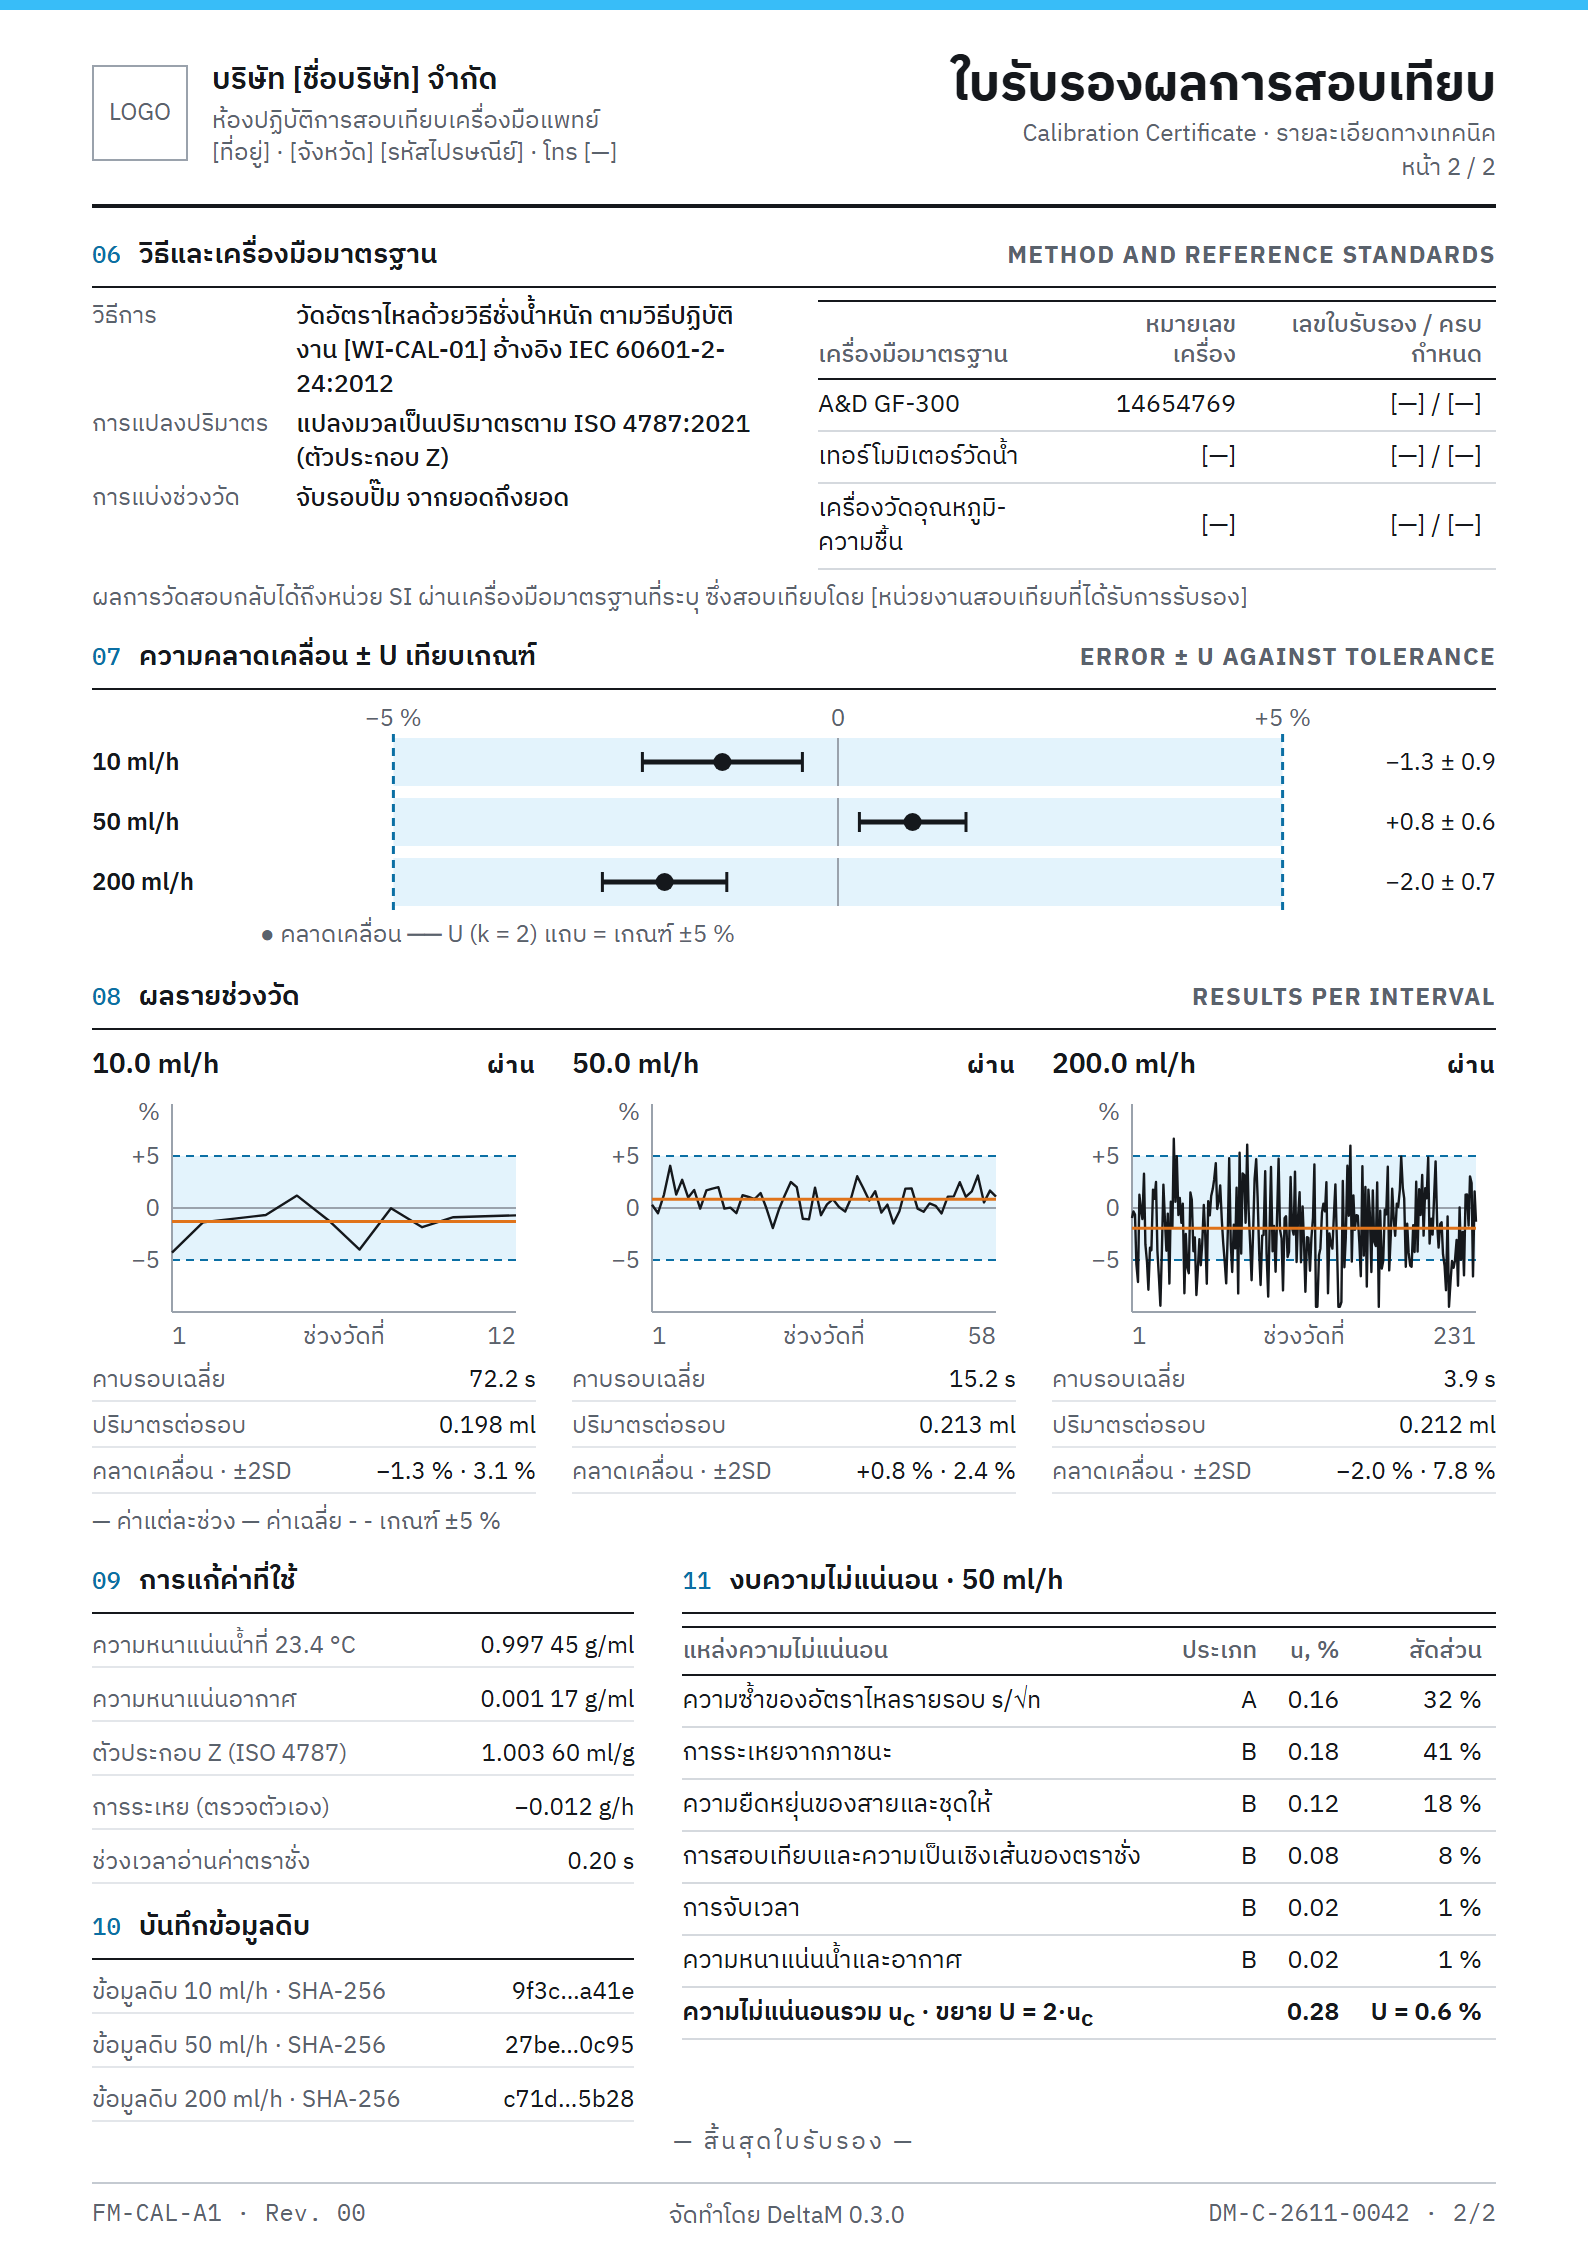 LOGO
บริษัท [ชื่อบริษัท] จำกัด
ห้องปฏิบัติการสอบเทียบเครื่องมือแพทย์
[ที่อยู่] · [จังหวัด] [รหัสไปรษณีย์] · โทร [—]
ใบรับรองผลการสอบเทียบ
Calibration Certificate · รายละเอียดทางเทคนิค
หน้า 2 / 2
06 วิธีและเครื่องมือมาตรฐาน METHOD AND REFERENCE STANDARDS
วิธีการ วัดอัตราไหลด้วยวิธีชั่งน้ำหนัก ตามวิธีปฏิบัติ
งาน [WI-CAL-01] อ้างอิง IEC 60601-2-
24:2012
การแปลงปริมาตร แปลงมวลเป็นปริมาตรตาม ISO 4787:2021
(ตัวประกอบ Z)
การแบ่งช่วงวัด จับรอบปั๊ม จากยอดถึงยอด
หมายเลข เลขใบรับรอง / ครบ
เครื่องมือมาตรฐาน เครื่อง กำหนด
A&D GF-300 14654769 [—] / [—]
เทอร์โมมิเตอร์วัดน้ำ [—] [—] / [—]
เครื่องวัดอุณหภูมิ-
ความชื้น [—] [—] / [—]
ผลการวัดสอบกลับได้ถึงหน่วย SI ผ่านเครื่องมือมาตรฐานที่ระบุ ซึ่งสอบเทียบโดย [หน่วยงานสอบเทียบที่ได้รับการรับรอง]
07 ความคลาดเคลื่อน ± U เทียบเกณฑ์ ERROR ± U AGAINST TOLERANCE
−5 % 0 +5 %
10 ml/h −1.3 ± 0.9
50 ml/h +0.8 ± 0.6
200 ml/h −2.0 ± 0.7
● คลาดเคลื่อน —— U (k = 2) แถบ = เกณฑ์ ±5 %
08 ผลรายช่วงวัด RESULTS PER INTERVAL
10.0 ml/h ผ่าน
%
+5
0
−5
1 ช่วงวัดที่ 12
คาบรอบเฉลี่ย 72.2 s
ปริมาตรต่อรอบ 0.198 ml
คลาดเคลื่อน · ±2SD −1.3 % · 3.1 %
50.0 ml/h ผ่าน
%
+5
0
−5
1 ช่วงวัดที่ 58
คาบรอบเฉลี่ย 15.2 s
ปริมาตรต่อรอบ 0.213 ml
คลาดเคลื่อน · ±2SD +0.8 % · 2.4 %
200.0 ml/h ผ่าน
%
+5
0
−5
1 ช่วงวัดที่ 231
คาบรอบเฉลี่ย 3.9 s
ปริมาตรต่อรอบ 0.212 ml
คลาดเคลื่อน · ±2SD −2.0 % · 7.8 %
— ค่าแต่ละช่วง — ค่าเฉลี่ย - - เกณฑ์ ±5 %
09 การแก้ค่าที่ใช้
ความหนาแน่นน้ำที่ 23.4 °C 0.997 45 g/ml
ความหนาแน่นอากาศ 0.001 17 g/ml
ตัวประกอบ Z (ISO 4787) 1.003 60 ml/g
การระเหย (ตรวจตัวเอง) −0.012 g/h
ช่วงเวลาอ่านค่าตราชั่ง 0.20 s
10 บันทึกข้อมูลดิบ
ข้อมูลดิบ 10 ml/h · SHA-256 9f3c…a41e
ข้อมูลดิบ 50 ml/h · SHA-256 27be…0c95
ข้อมูลดิบ 200 ml/h · SHA-256 c71d…5b28
11 งบความไม่แน่นอน · 50 ml/h
แหล่งความไม่แน่นอน ประเภท u, % สัดส่วน
ความซ้ำของอัตราไหลรายรอบ s/√n A 0.16 32 %
การระเหยจากภาชนะ B 0.18 41 %
ความยืดหยุ่นของสายและชุดให้ B 0.12 18 %
การสอบเทียบและความเป็นเชิงเส้นของตราชั่ง B 0.08 8 %
การจับเวลา B 0.02 1 %
ความหนาแน่นน้ำและอากาศ B 0.02 1 %
ความไม่แน่นอนรวม uC · ขยาย U = 2·uC 0.28 U = 0.6 %
— สิ้นสุดใบรับรอง —
FM-CAL-A1 · Rev. 00 จัดทำโดย DeltaM 0.3.0 DM-C-2611-0042 · 2/2